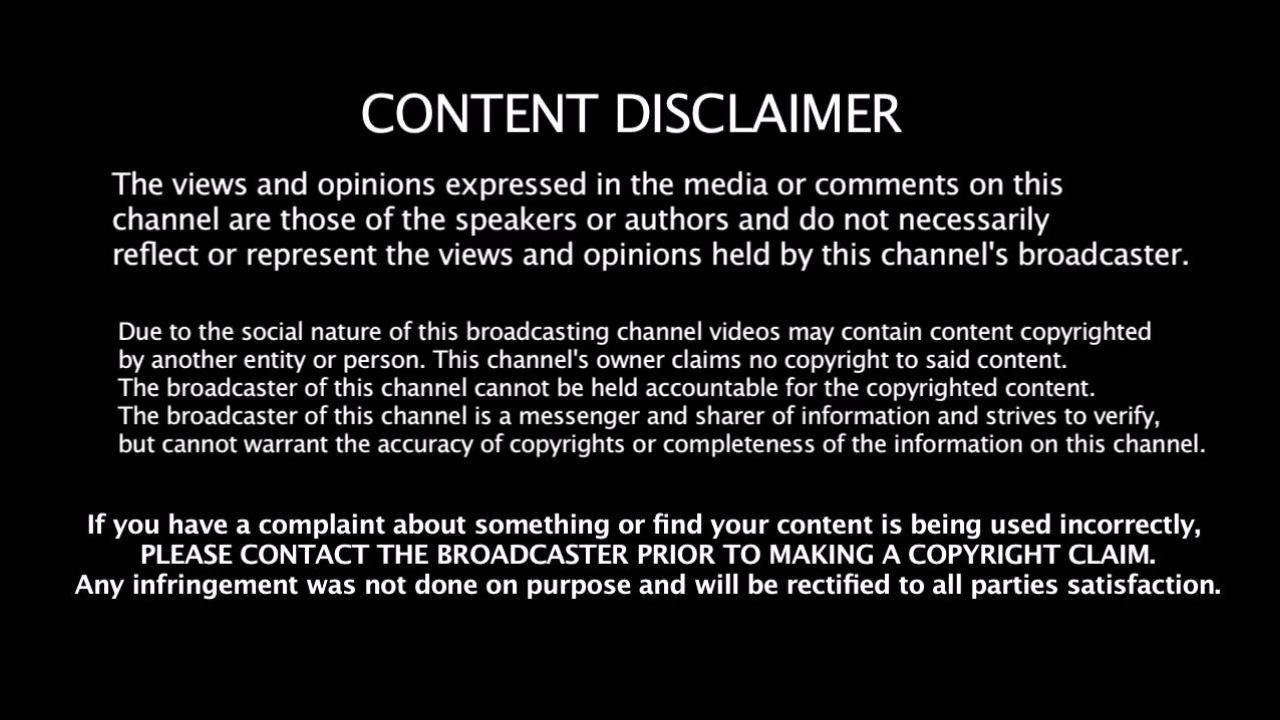 CONTENT DISCLAIMER
The views and opinions expressed in the media or comments on this
channel are those of the speakers or authors and do not necessarily
reflect or represent the views and opinions held by this channel's broadcaster.
Due to the social nature of this broadcasting channel videos may contain content copyrighted
by another entity or person. This channel's owner claims no copyright to said content.
The broadcaster of this channel cannot be held accountable for the copyrighted content.
The broadcaster of this channel is a messenger and sharer of information and strives to verify,
but cannot warrant the accuracy of copyrights or completeness of the information on this channel.
If you have a complaint about something or find your content is being used incorrectly,
PLEASE CONTACT THE BROADCASTER PRIOR TO MAKING A COPYRIGHT CLAIM.
Any infringement was not done on purpose and will be rectified to all parties satisfaction.